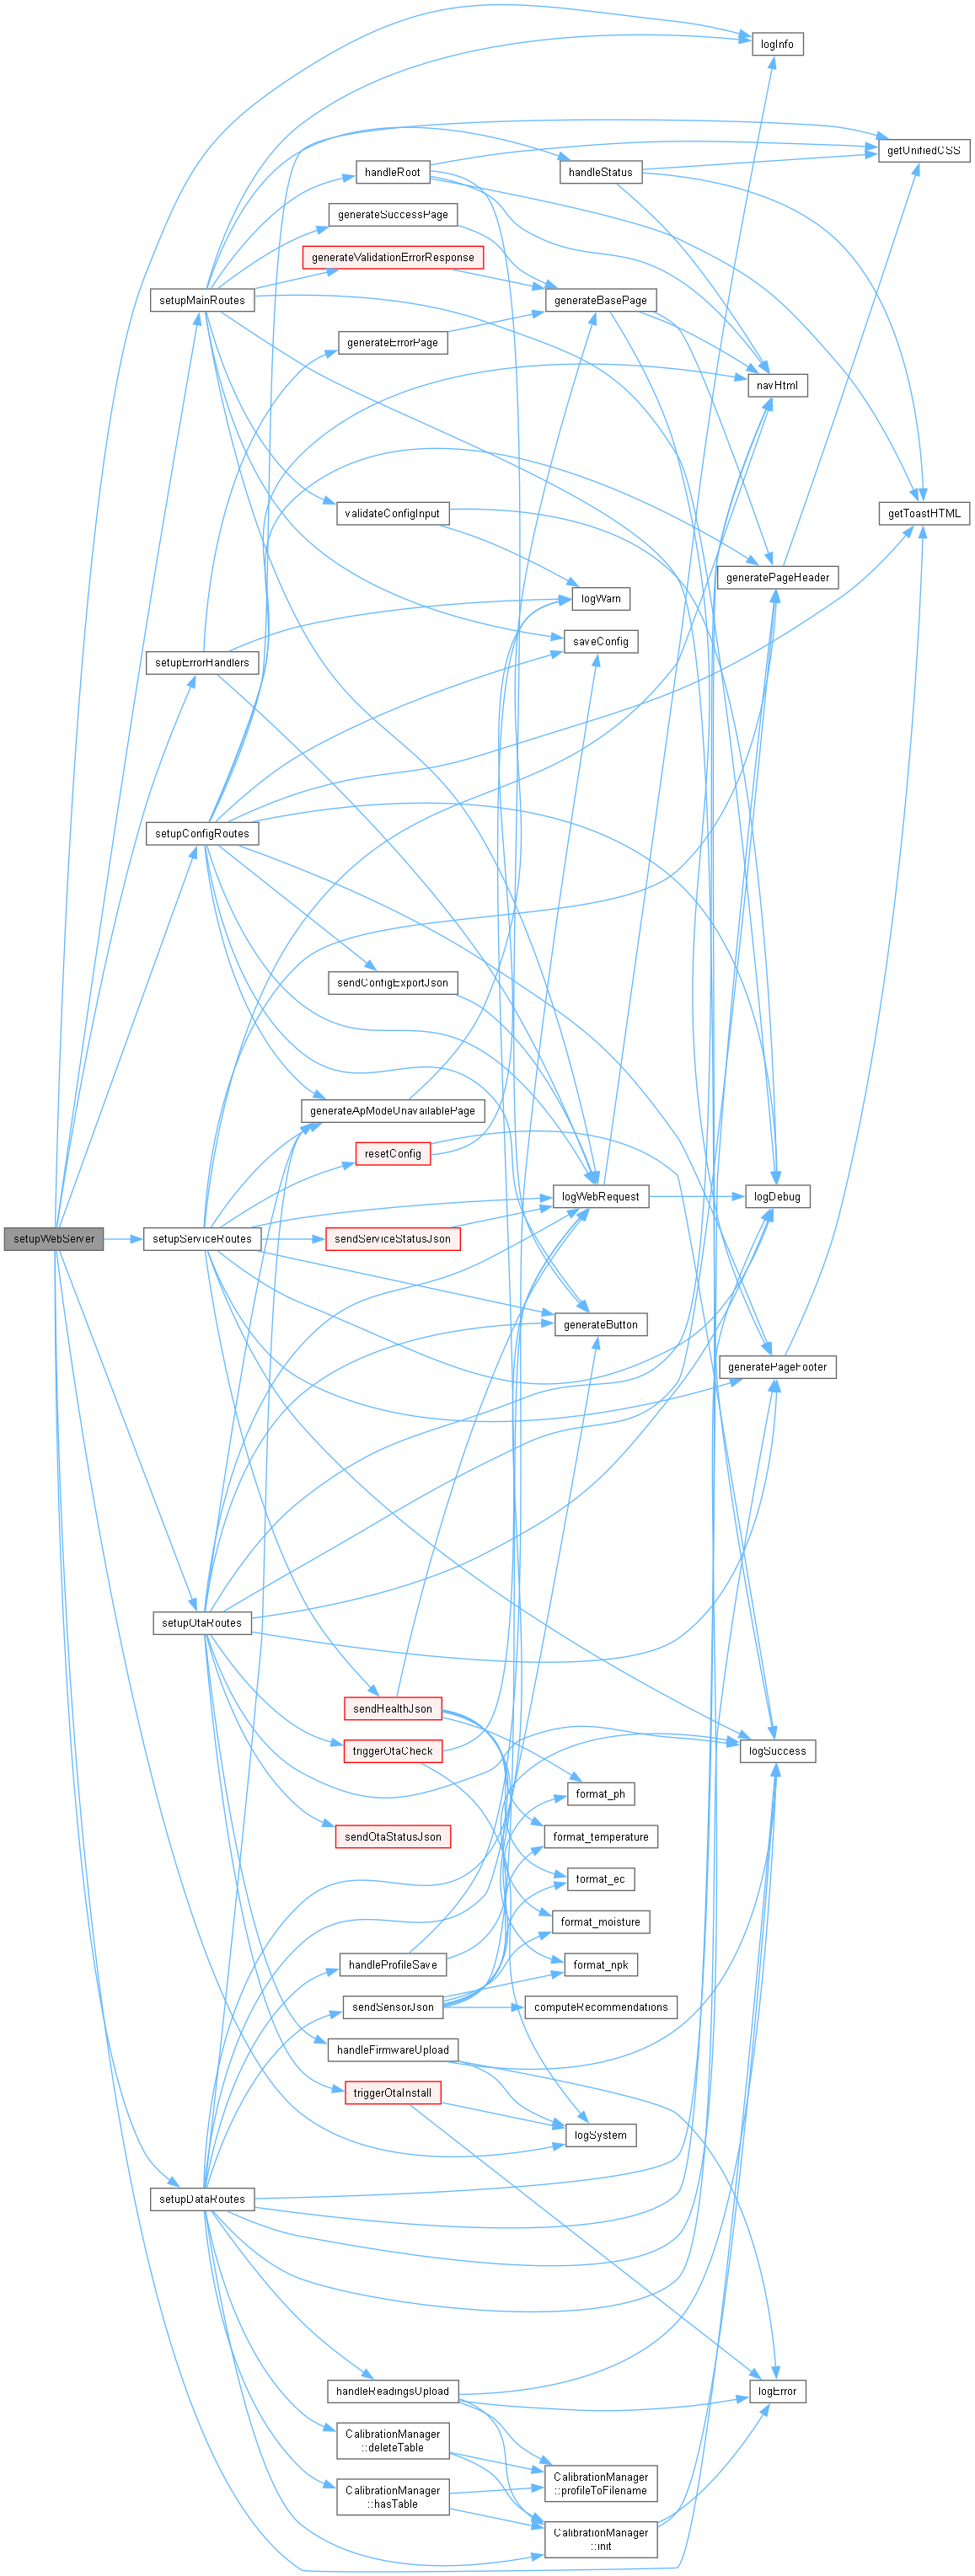 logInfo
getUnifiedCSS
handleRoot
handleStatus
generateSuccessPage
generateValidationErrorResponse
setupMainRoutes
generateBasePage
generateErrorPage
navHtml
validateConfigInput
getToastHTML
generatePageHeader
logWarn
saveConfig
setupErrorHandlers
setupConfigRoutes
sendConfigExportJson
generateApModeUnavailablePage
resetConfig
logWebRequest
logDebug
setupWebServer
setupServiceRoutes
sendServiceStatusJson
generateButton
generatePageFooter
setupOtaRoutes
sendHealthJson
triggerOtaCheck
logSuccess
format_ph
sendOtaStatusJson
format_temperature
format_ec
format_moisture
handleProfileSave
format_npk
sendSensorJson
computeRecommendations
handleFirmwareUpload
triggerOtaInstall
logSystem
setupDataRoutes
handleReadingsUpload
logError
CalibrationManager
::deleteTable
CalibrationManager
::profileToFilename
CalibrationManager
::hasTable
CalibrationManager
::init